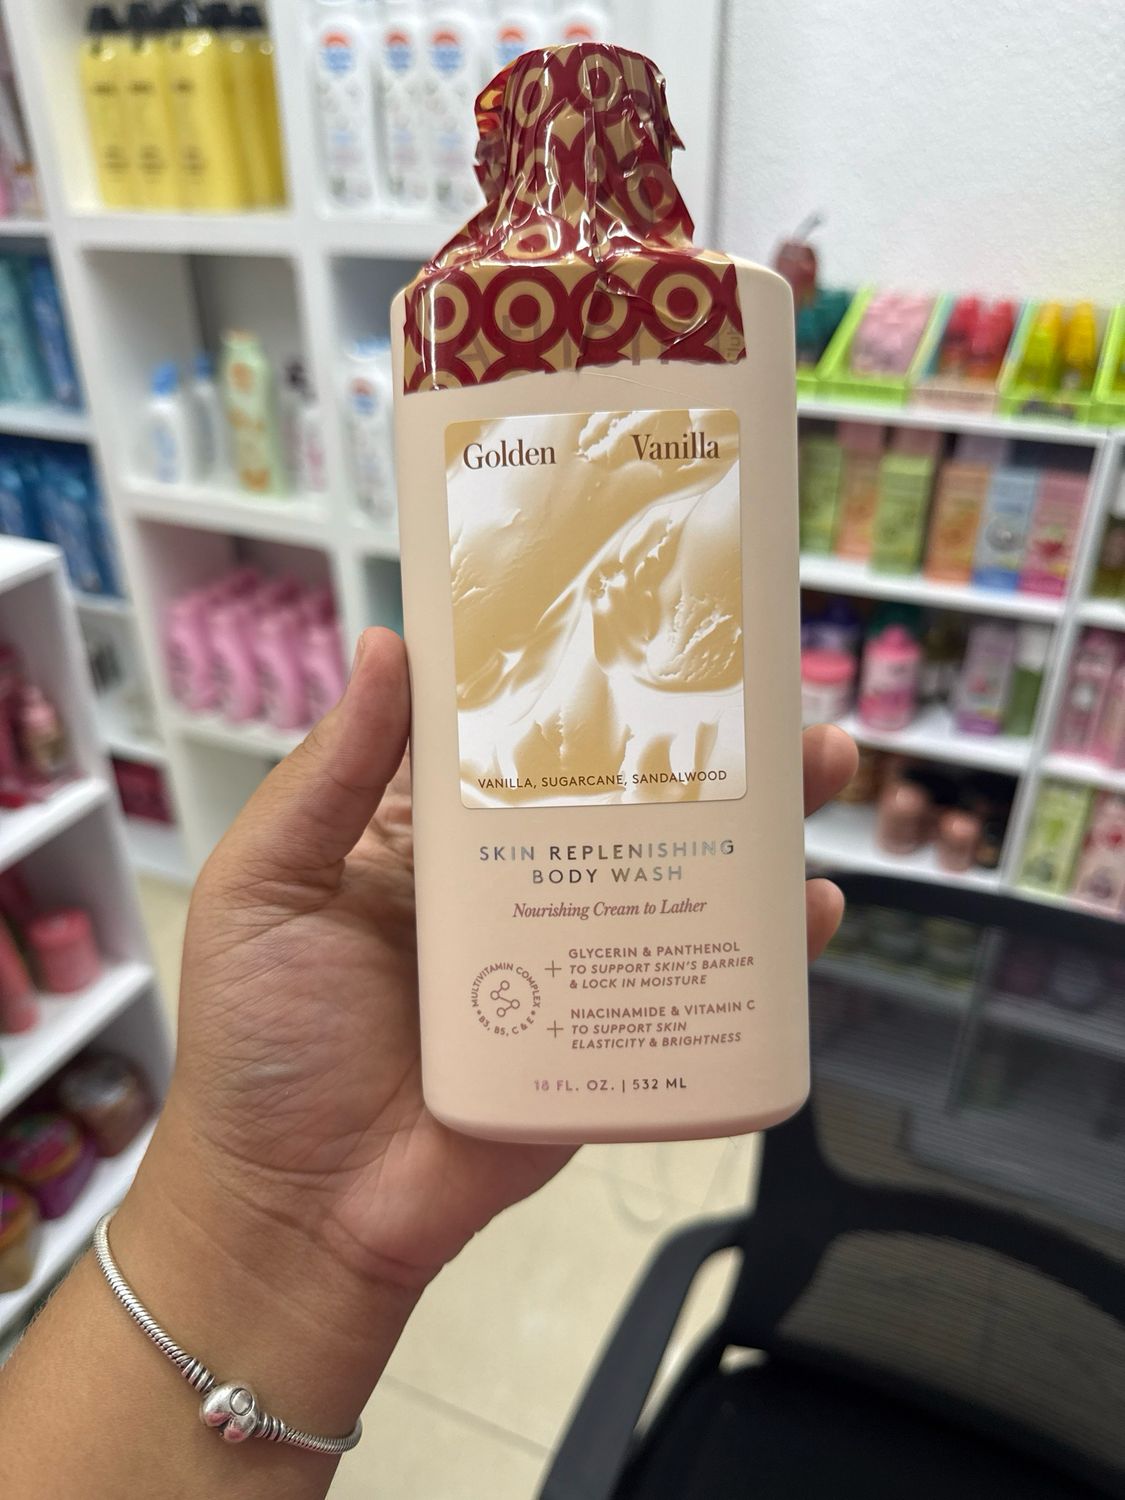 Golden Vanilla
VANILLA, SUGARCANE, SANDALWOOD
SKIN REPLENISHING
BODY WASH
Nourishing Cream to Lather
MULTIVITAMIN COMPLEX
• B3, B5, C & E •
+ GLYCERIN & PANTHENOL
TO SUPPORT SKIN'S BARRIER
& LOCK IN MOISTURE
+ NIACINAMIDE & VITAMIN C
TO SUPPORT SKIN
ELASTICITY & BRIGHTNESS
18 FL. OZ. | 532 ML